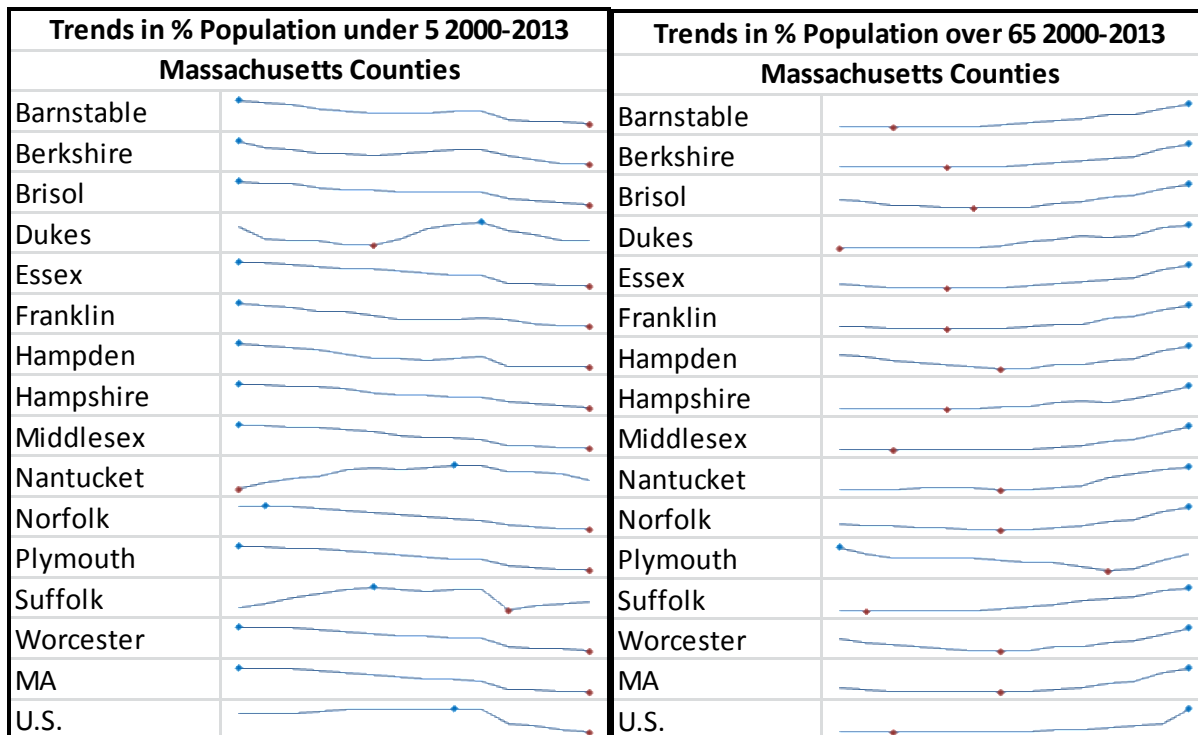 Trends in % Population under 5 2000-2013
Massachusetts Counties
Barnstable
Berkshire
Brisol
Dukes
Essex
Franklin
Hampden
Hampshire
Middlesex
Nantucket
Norfolk
Plymouth
Suffolk
Worcester
MA
U.S.
Trends in % Population over 65 2000-2013
Massachusetts Counties
Barnstable
Berkshire
Brisol
Dukes
Essex
Franklin
Hampden
Hampshire
Middlesex
Nantucket
Norfolk
Plymouth
Suffolk
Worcester
MA
U.S.